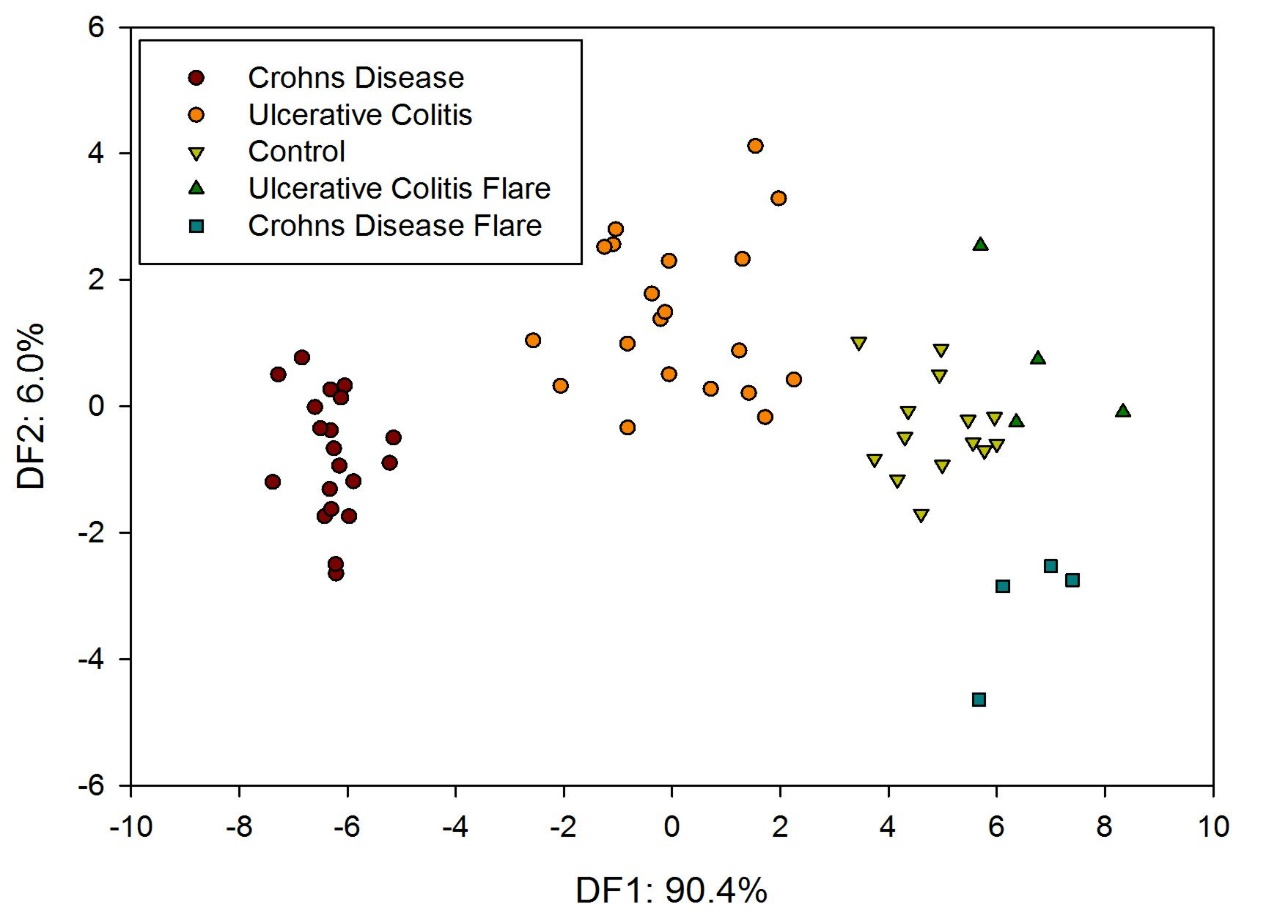 6
4
2
0
-2
-4
-6
Crohns Disease
Ulcerative Colitis
Control
Ulcerative Colitis Flare
Crohns Disease Flare
DF2: 6.0%
-10 -8 -6 -4 -2 0 2 4 6 8 10
DF1: 90.4%